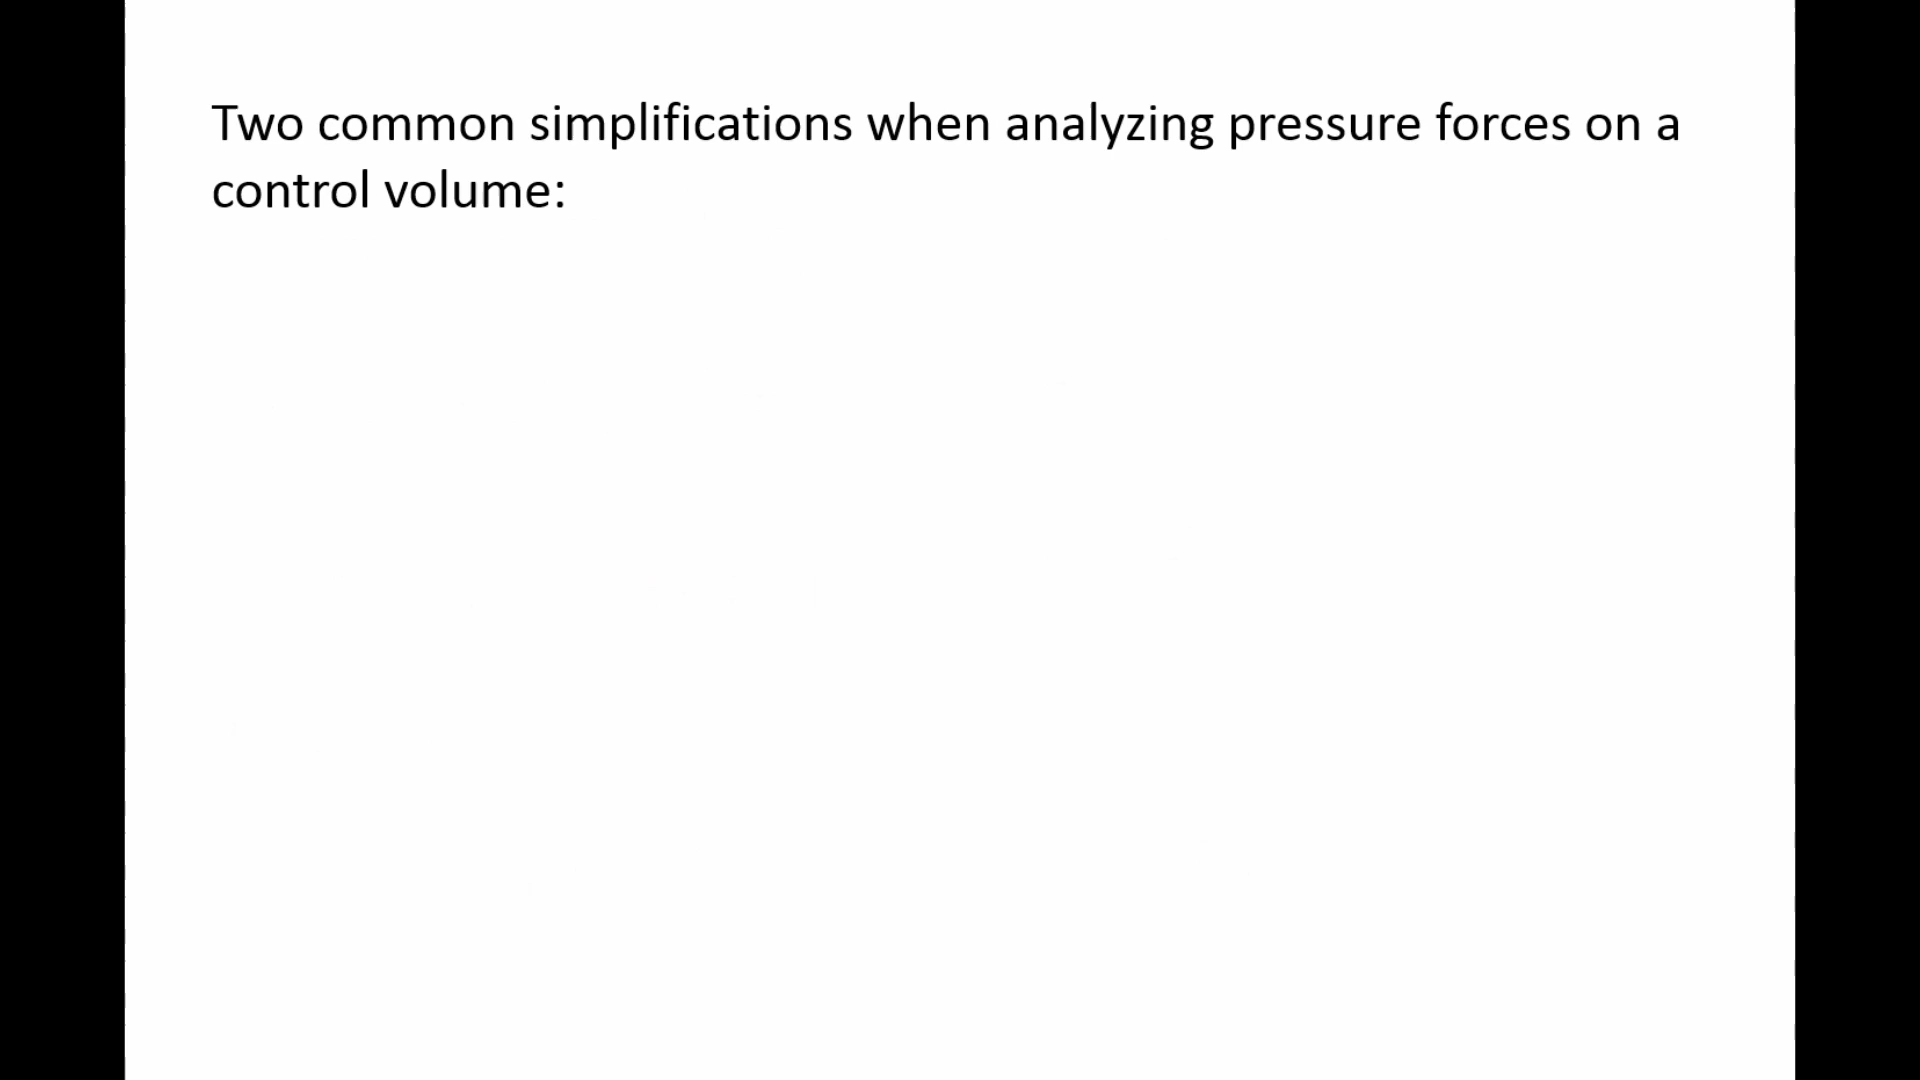 Two common simplifications when analyzing pressure forces on a
control volume: